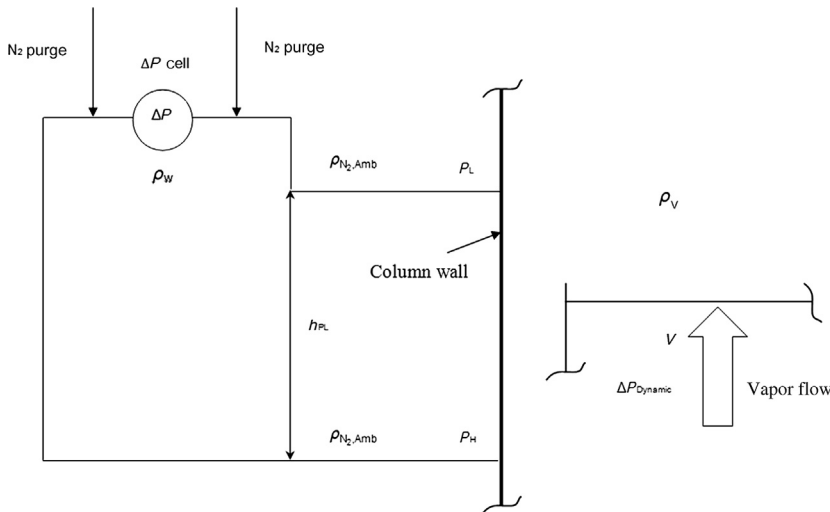 N₂ purge
N₂ purge
ΔP cell
ΔP
ρW
ρN₂,Amb
PL
ρV
Column wall
hPL
V
ΔPDynamic
Vapor flow
ρN₂,Amb
PH